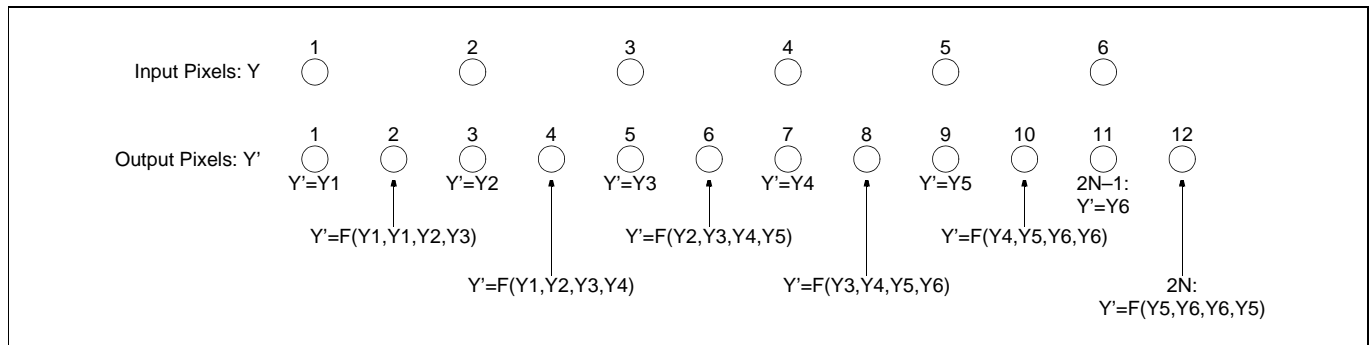 1 2 3 4 5 6
Input Pixels: Y
1 2 3 4 5 6 7 8 9 10 11 12
Output Pixels: Y’
Y’=Y1 Y’=Y2 Y’=Y3 Y’=Y4 Y’=Y5 2N–1:
Y’=Y6
Y’=F(Y1,Y1,Y2,Y3) Y’=F(Y2,Y3,Y4,Y5) Y’=F(Y4,Y5,Y6,Y6)
Y’=F(Y1,Y2,Y3,Y4) Y’=F(Y3,Y4,Y5,Y6) 2N:
Y’=F(Y5,Y6,Y6,Y5)